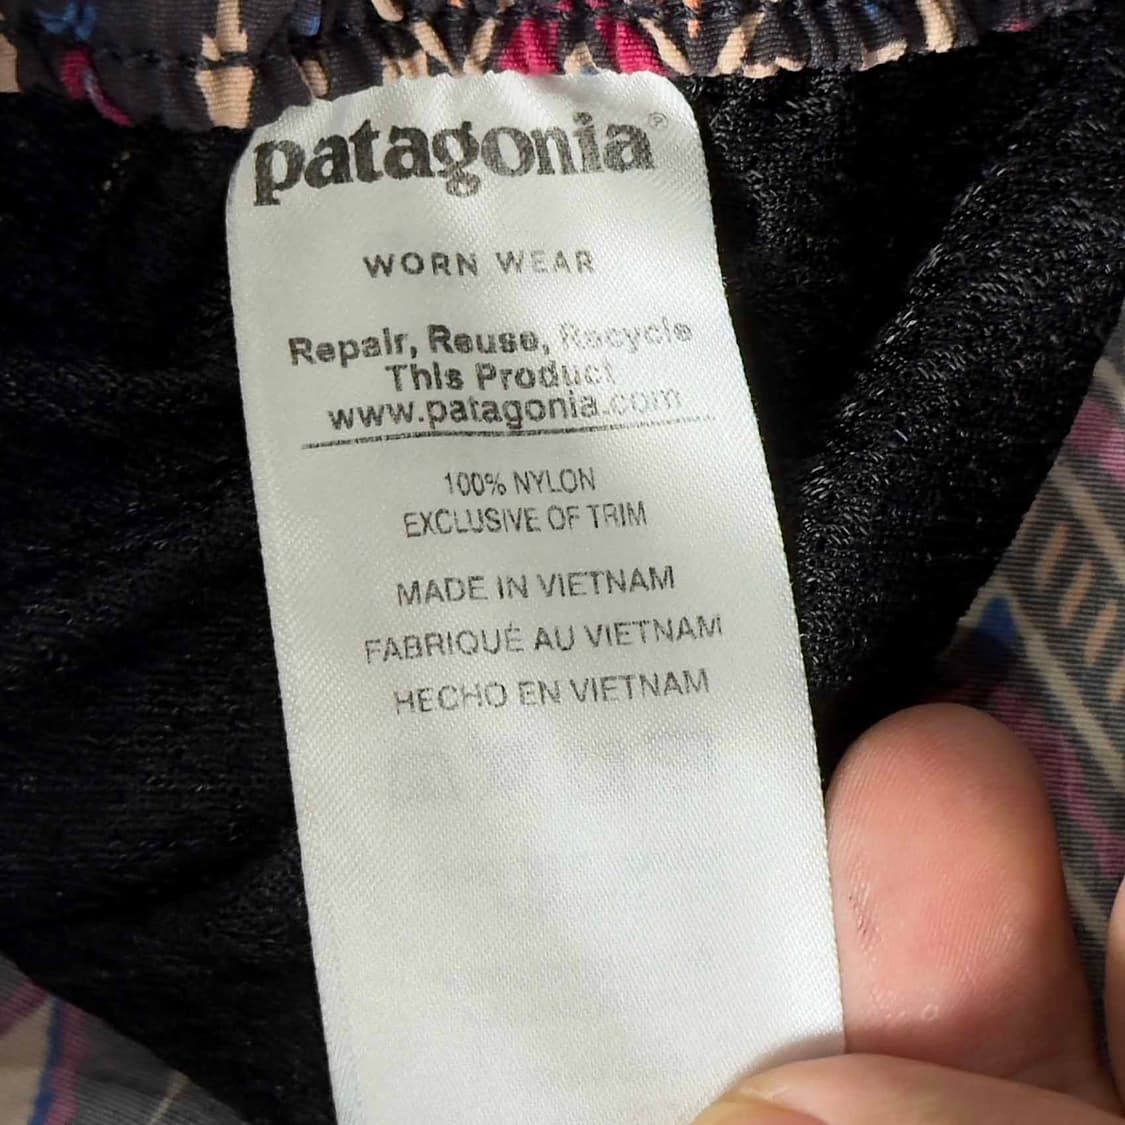 patagonia®
WORN WEAR
Repair, Reuse, Recycle
This Product
www.patagonia.com
100% NYLON
EXCLUSIVE OF TRIM
MADE IN VIETNAM
FABRIQUÉ AU VIETNAM
HECHO EN VIETNAM